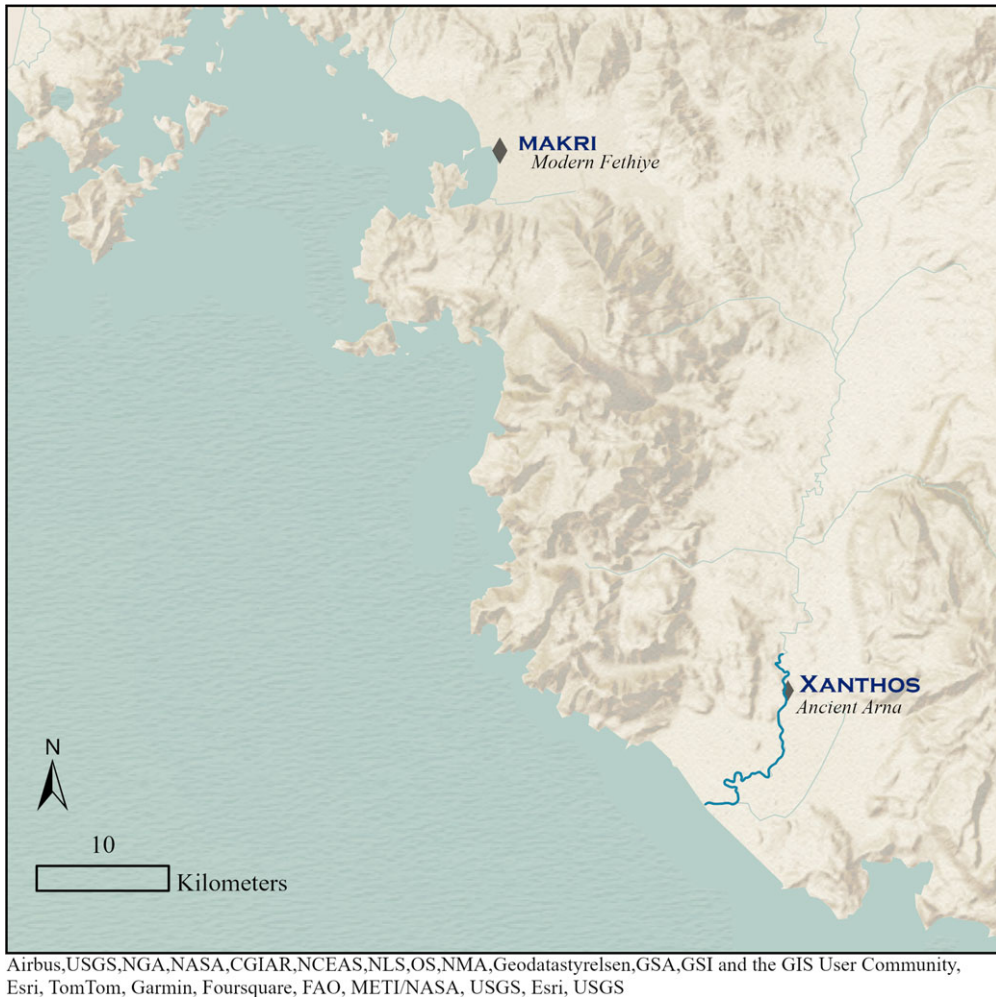 MAKRI
Modern Fethiye
XANTHOS
Ancient Arna
N
10
Kilometers
Airbus,USGS,NGA,NASA,CGIAR,NCEAS,NLS,OS,NMA,Geodatastyrelsen,GSA,GSI and the GIS User Community,
Esri, TomTom, Garmin, Foursquare, FAO, METI/NASA, USGS, Esri, USGS